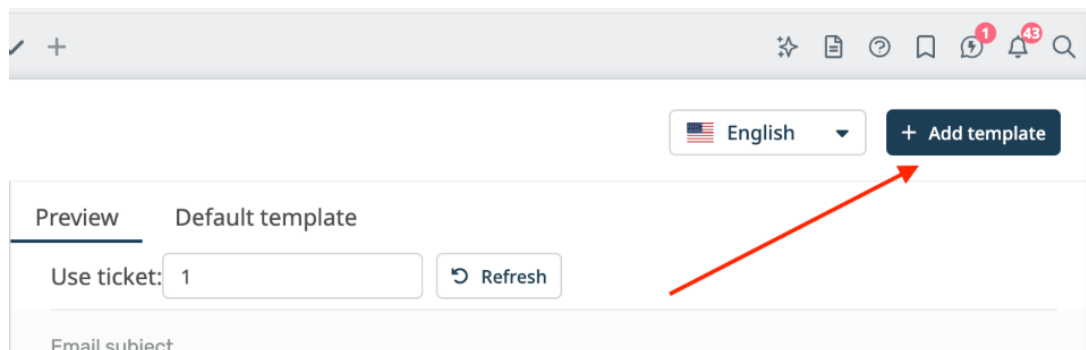 1
43
English
+ Add template
Preview Default template
Use ticket: 1 Refresh
Email subject